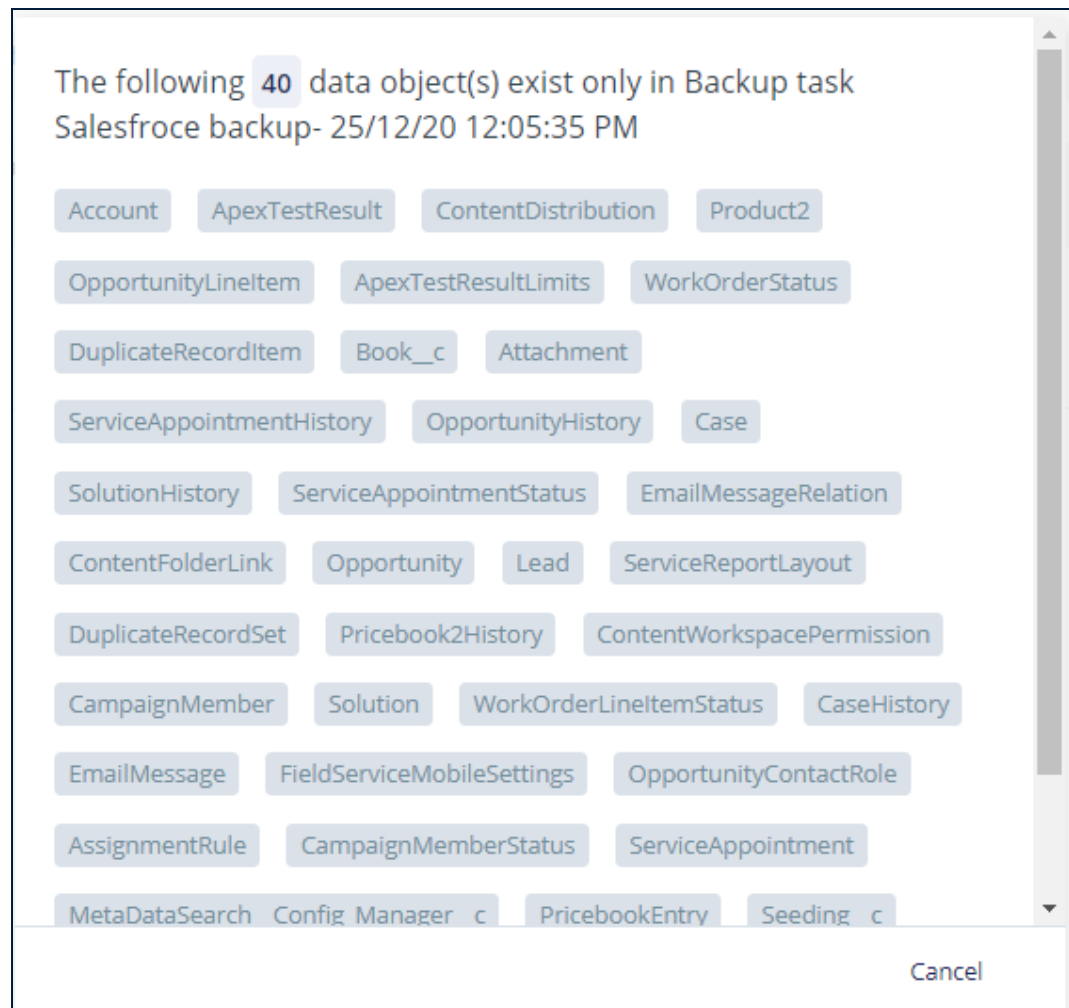 The following 40 data object(s) exist only in Backup task
Salesfroce backup- 25/12/20 12:05:35 PM
Account ApexTestResult ContentDistribution Product2
OpportunityLineItem ApexTestResultLimits WorkOrderStatus
DuplicateRecordItem Book__c Attachment
ServiceAppointmentHistory OpportunityHistory Case
SolutionHistory ServiceAppointmentStatus EmailMessageRelation
ContentFolderLink Opportunity Lead ServiceReportLayout
DuplicateRecordSet Pricebook2History ContentWorkspacePermission
CampaignMember Solution WorkOrderLineItemStatus CaseHistory
EmailMessage FieldServiceMobileSettings OpportunityContactRole
AssignmentRule CampaignMemberStatus ServiceAppointment
MetaDataSearch__Config_Manager__c PricebookEntry Seeding__c
Cancel